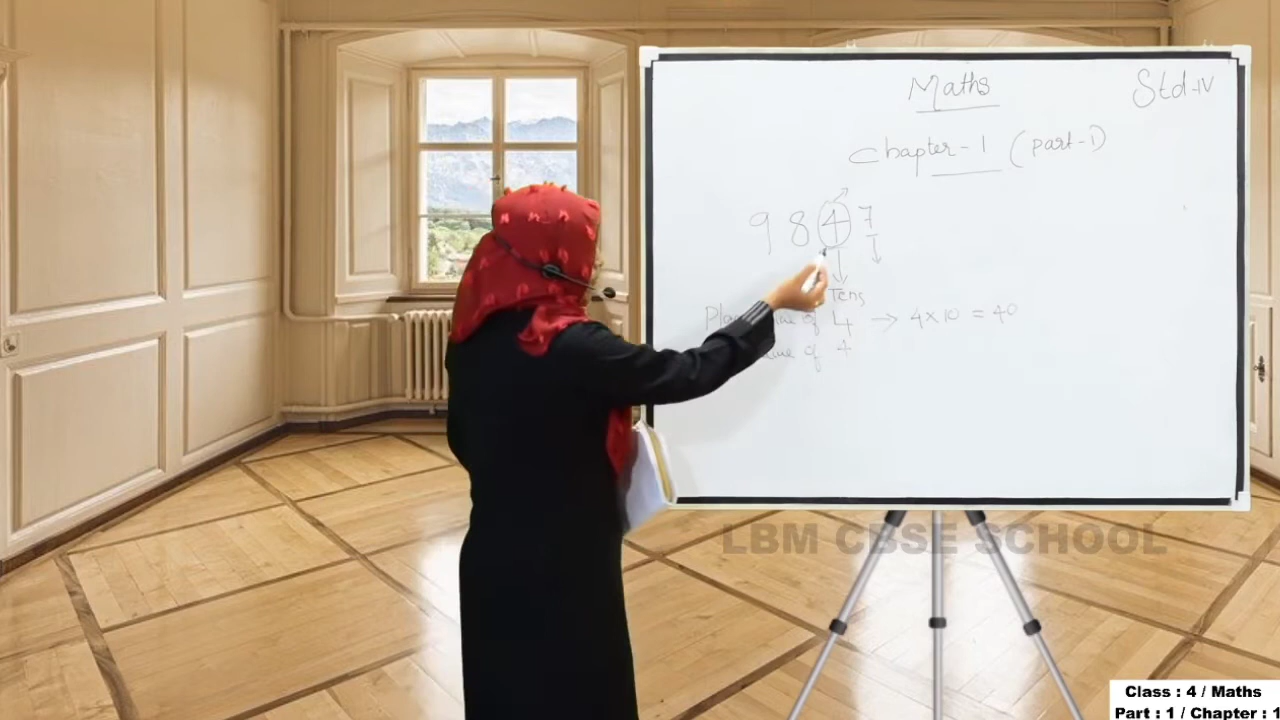 Maths
Std-IV
Chapter-1 (part-1)
9 8 4 7
Tens
of 4 → 4×10 = 40
of 4
LBM CBSE SCHOOL
Class : 4 / Maths
Part : 1 / Chapter : 1